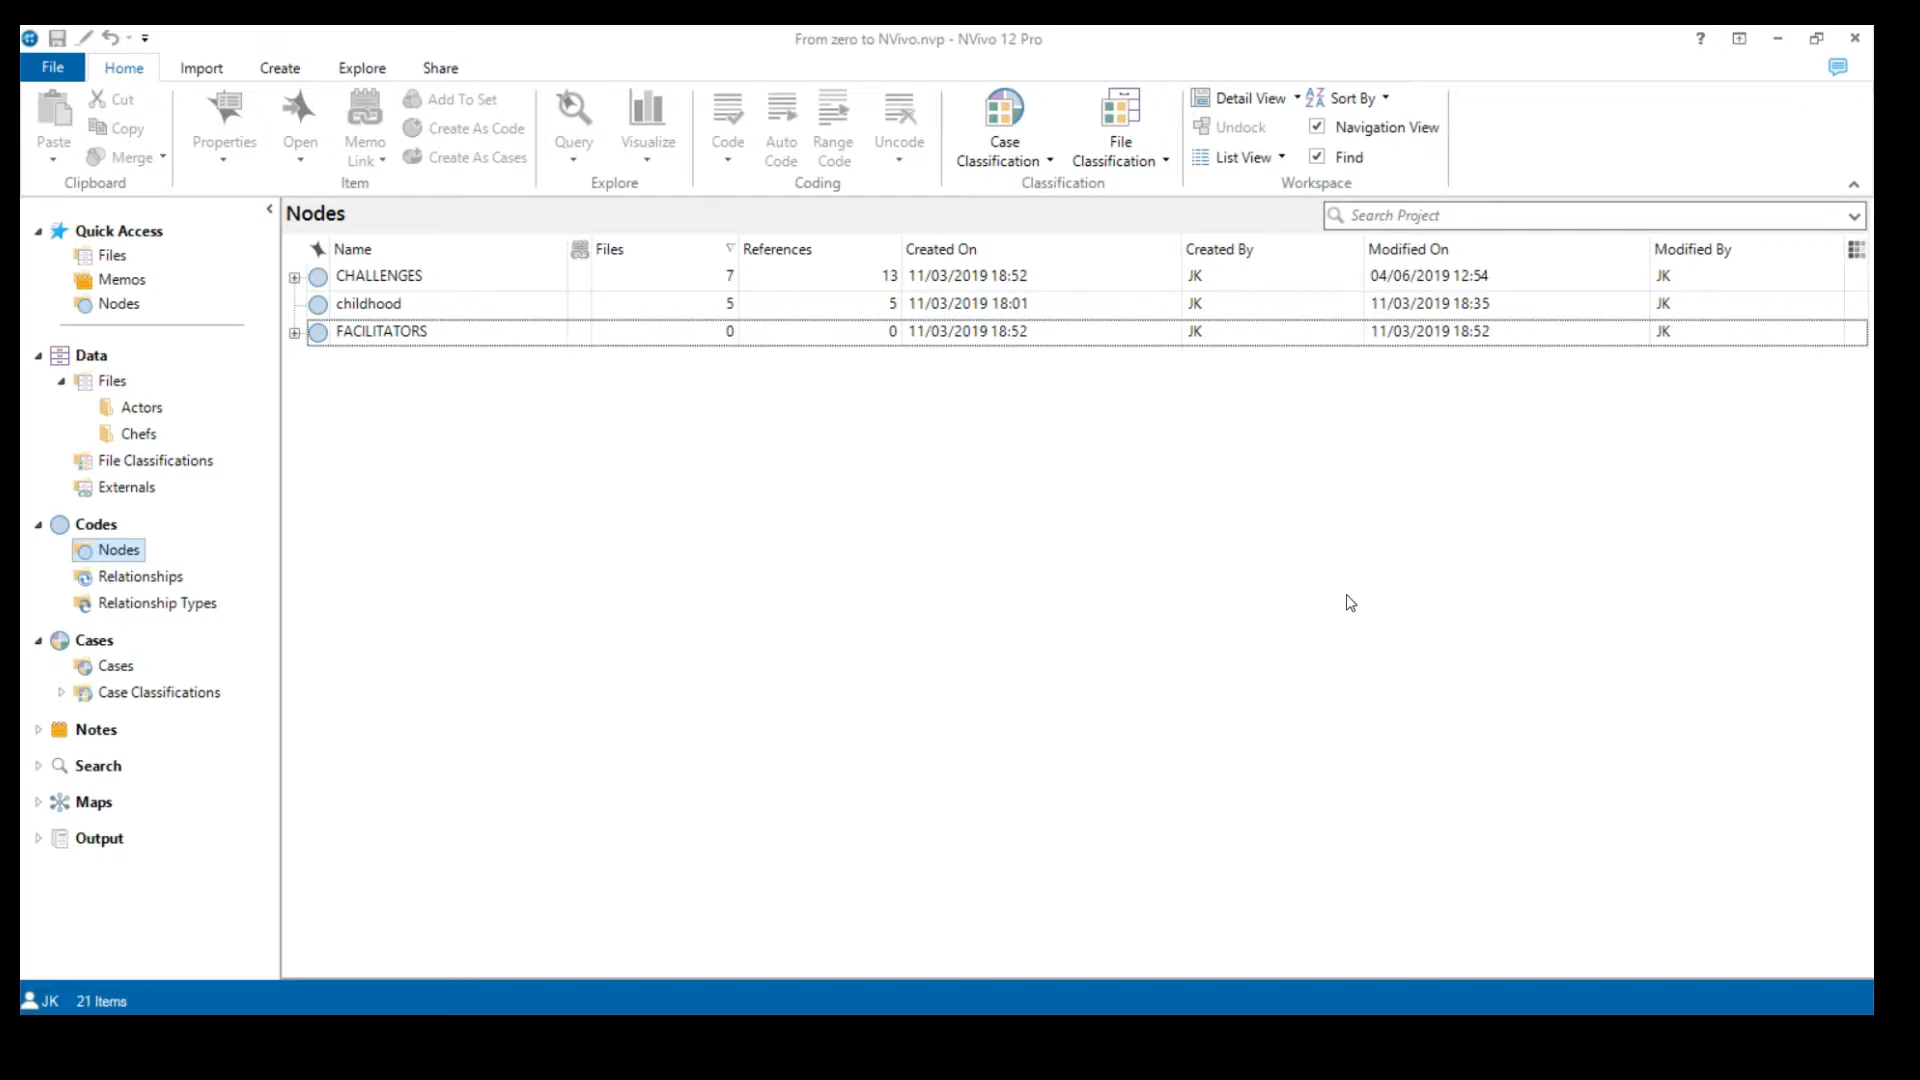 From zero to NVivo.nvp - NVivo 12 Pro
File Home Import Create Explore Share
Paste Cut Copy Merge
Clipboard
Properties Open Memo Link Add To Set Create As Code Create As Cases
Item
Query Visualize
Explore
Code Auto Code Range Code Uncode
Coding
Case Classification File Classification
Classification
Detail View Sort By
Undock Navigation View
List View Find
Workspace
Quick Access
Files
Memos
Nodes
Data
Files
Actors
Chefs
File Classifications
Externals
Codes
Nodes
Relationships
Relationship Types
Cases
Cases
Case Classifications
Notes
Search
Maps
Output
Nodes Search Project
Name Files References Created On Created By Modified On Modified By
CHALLENGES 7 13 11/03/2019 18:52 JK 04/06/2019 12:54 JK
childhood 5 5 11/03/2019 18:01 JK 11/03/2019 18:35 JK
FACILITATORS 0 0 11/03/2019 18:52 JK 11/03/2019 18:52 JK
JK 21 Items